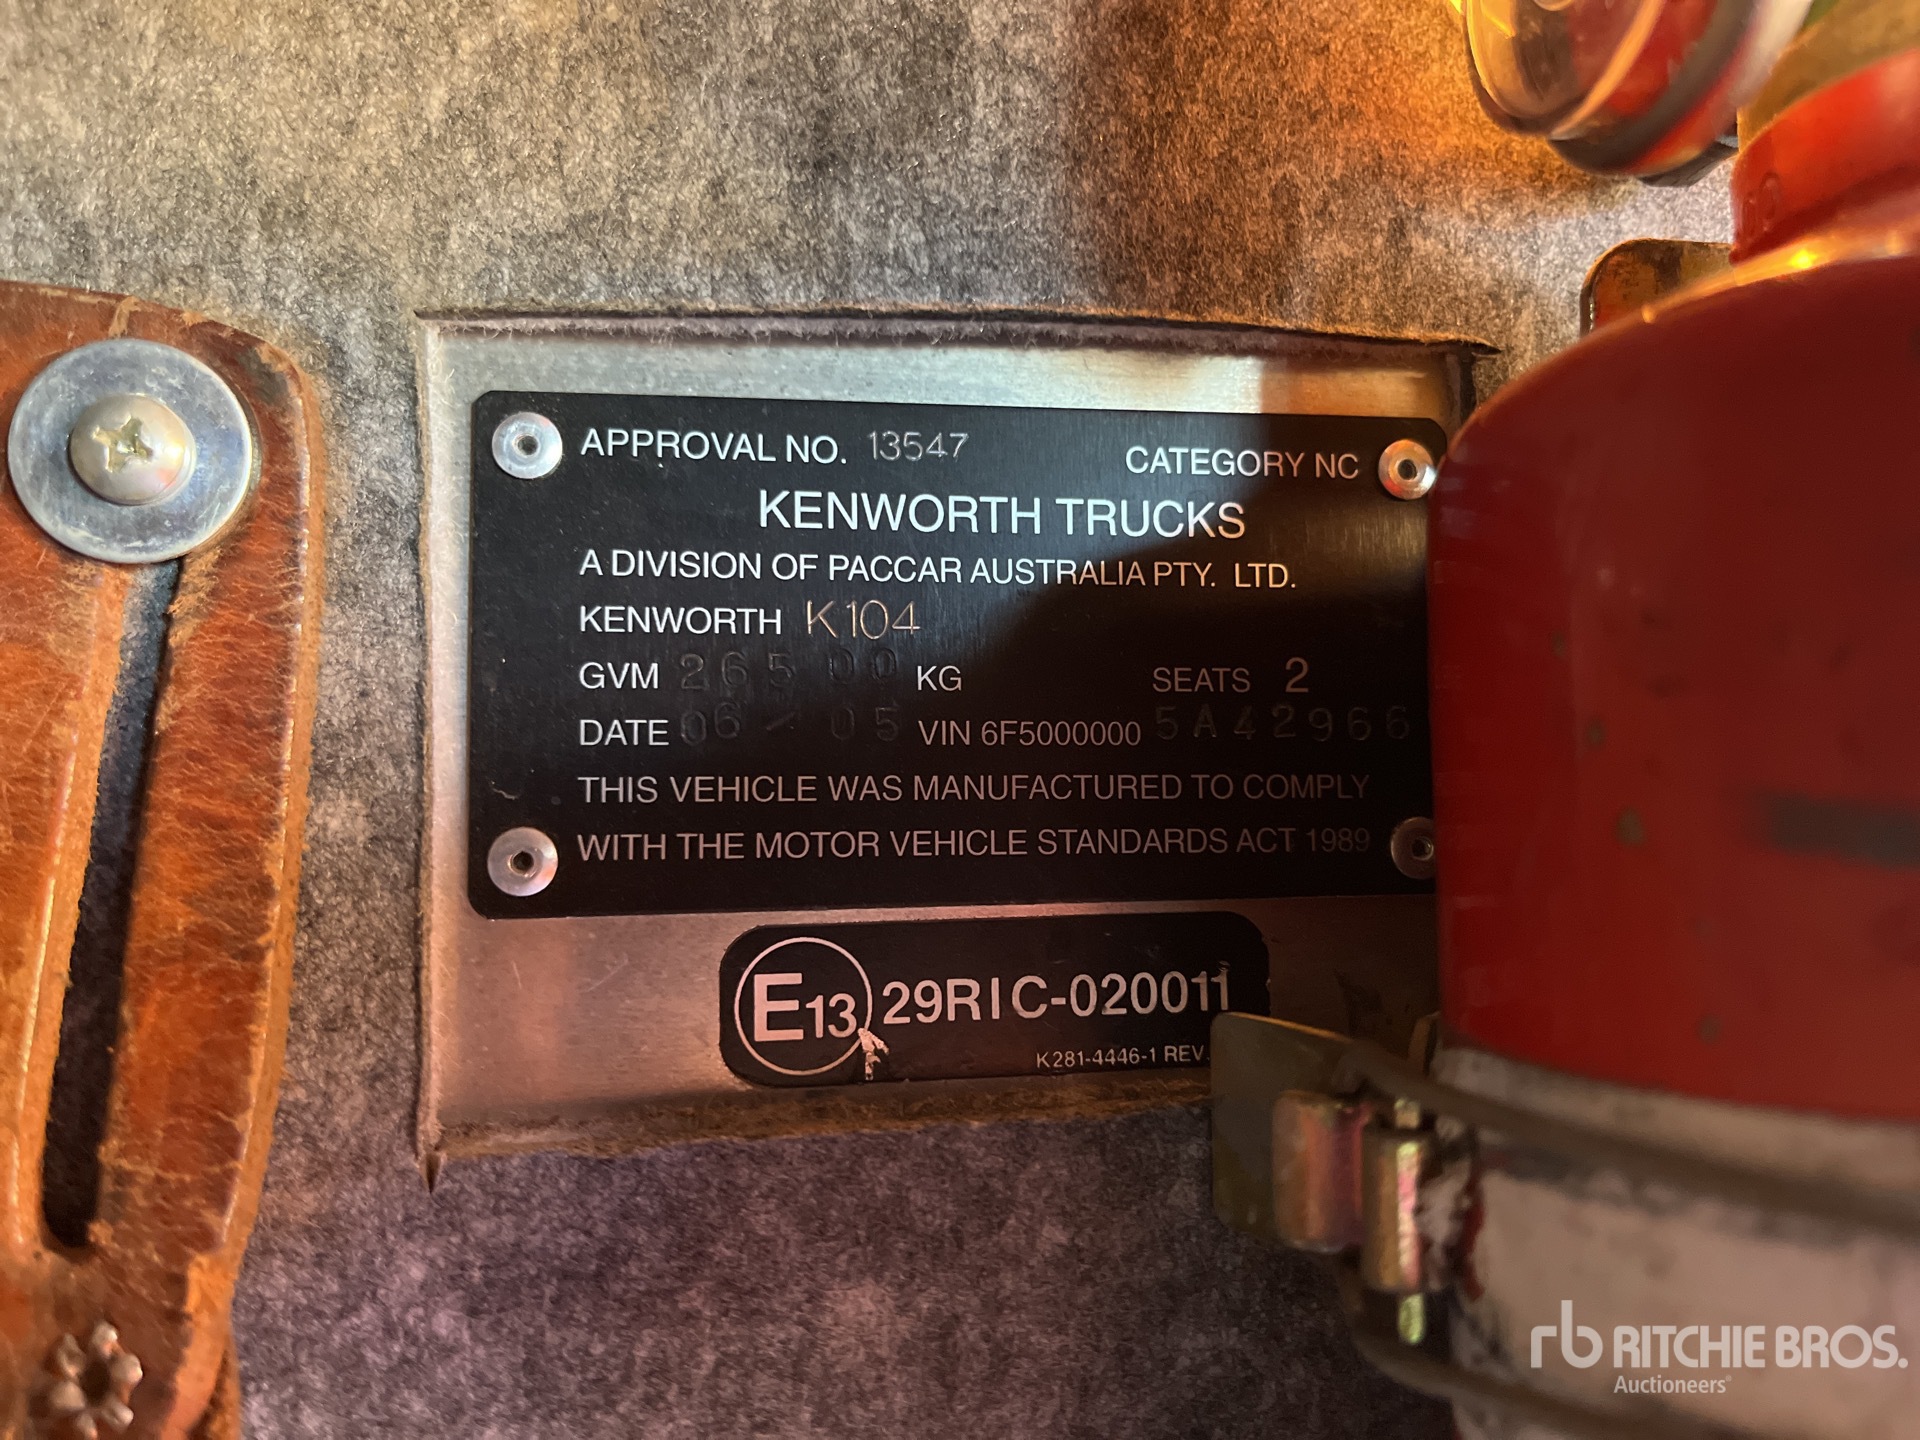 APPROVAL NO. 13547 CATEGORY NC
KENWORTH TRUCKS
A DIVISION OF PACCAR AUSTRALIA PTY. LTD.
KENWORTH K104
GVM 26500 KG SEATS 2
DATE 06-05 VIN 6F5000000 5A42966
THIS VEHICLE WAS MANUFACTURED TO COMPLY
WITH THE MOTOR VEHICLE STANDARDS ACT 1989
E13 29RIC-020011
K281-4446-1 REV.
rb RITCHIE BROS.
Auctioneers